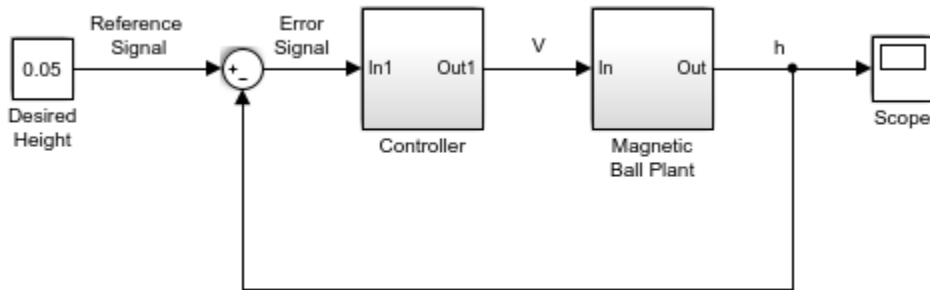 Reference
Signal
Error
Signal
0.05
+
-
In1
Out1
V
In
Out
h
Desired
Height
Controller
Magnetic
Ball Plant
Scope